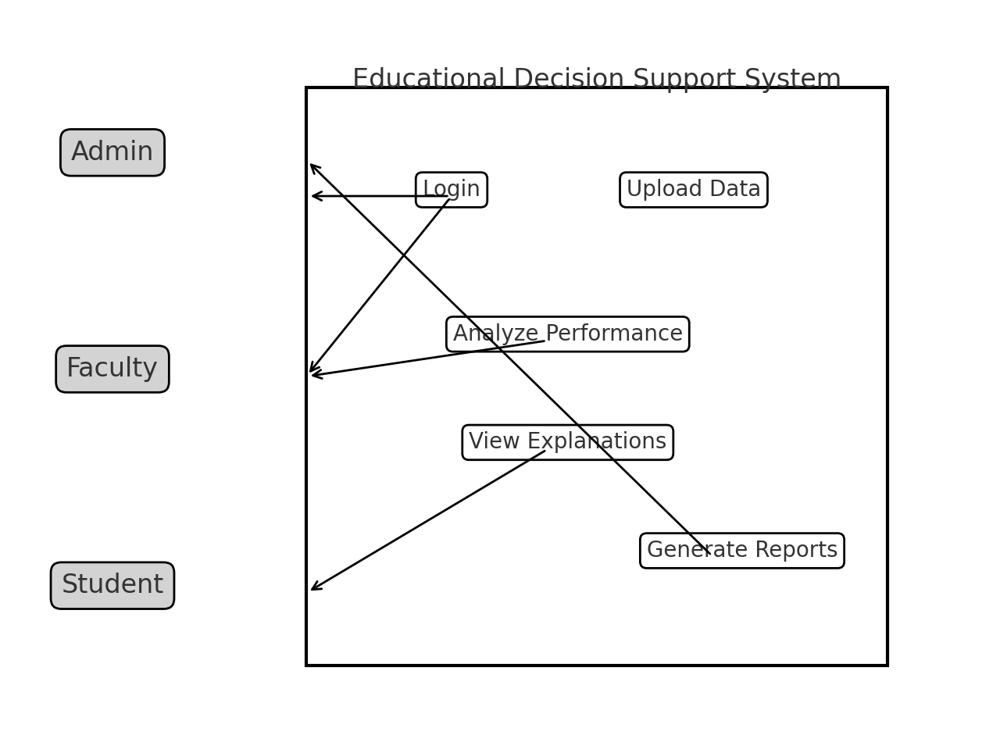 Educational Decision Support System
Admin
Login
Upload Data
Analyze Performance
Faculty
View Explanations
Generate Reports
Student